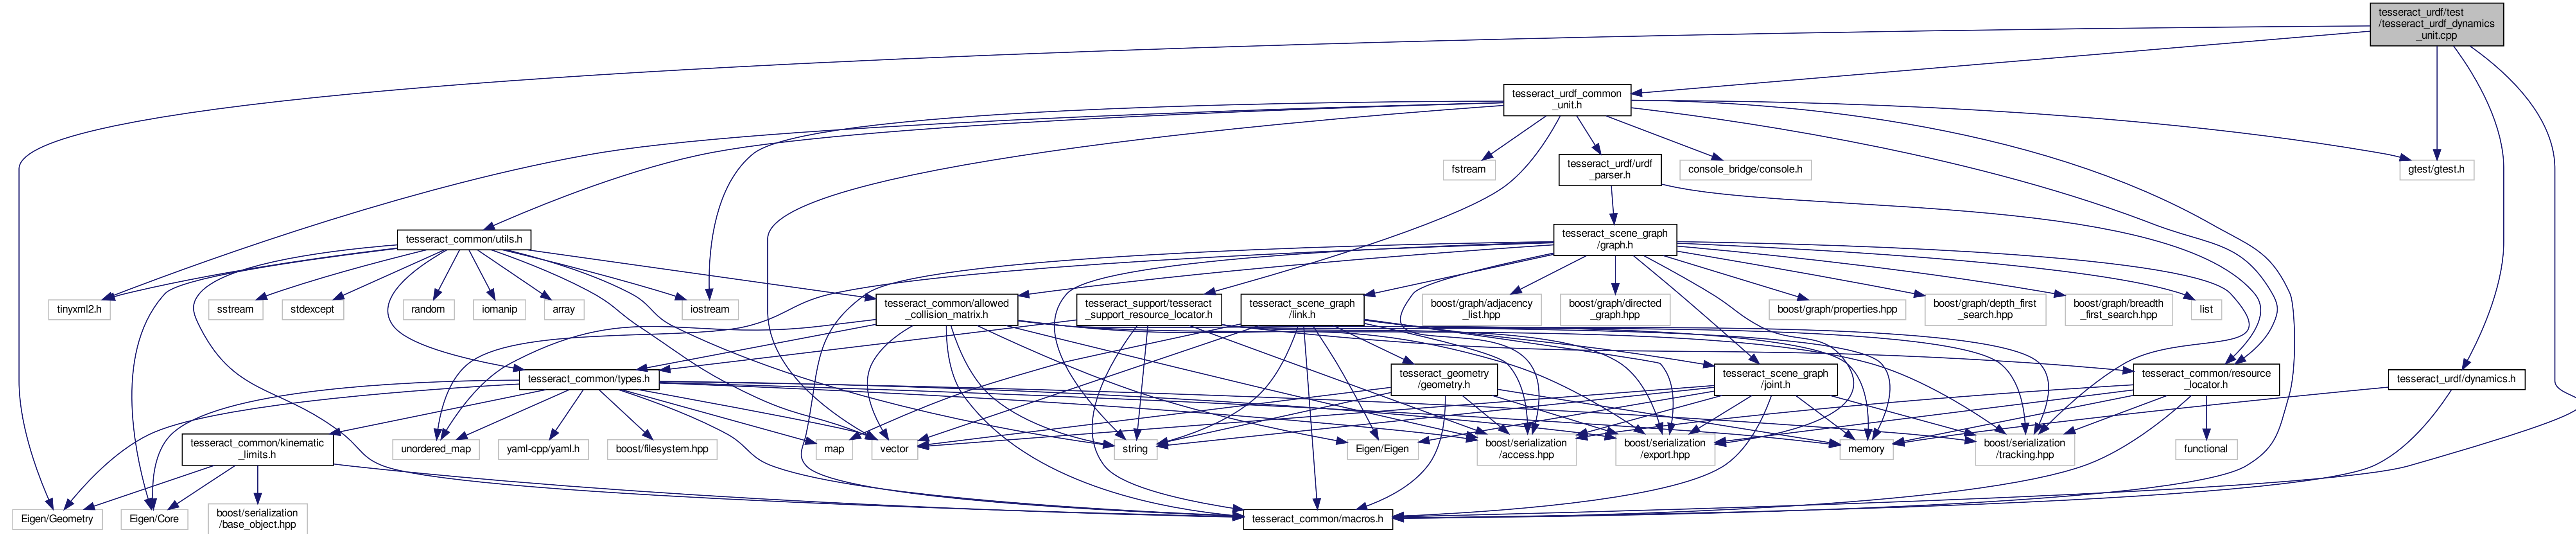 tesseract_urdf/test
/tesseract_urdf_dynamics
_unit.cpp
tesseract_urdf_common
_unit.h
fstream
tesseract_urdf/urdf
_parser.h
console_bridge/console.h
gtest/gtest.h
tesseract_common/utils.h
tesseract_scene_graph
/graph.h
tinyxml2.h
sstream
stdexcept
random
iomanip
array
iostream
tesseract_common/allowed
_collision_matrix.h
tesseract_support/tesseract
_support_resource_locator.h
tesseract_scene_graph
/link.h
boost/graph/adjacency
_list.hpp
boost/graph/directed
_graph.hpp
boost/graph/properties.hpp
boost/graph/depth_first
_search.hpp
boost/graph/breadth
_first_search.hpp
list
tesseract_common/types.h
tesseract_geometry
/geometry.h
tesseract_scene_graph
/joint.h
tesseract_common/resource
_locator.h
tesseract_urdf/dynamics.h
tesseract_common/kinematic
_limits.h
unordered_map
yaml-cpp/yaml.h
boost/filesystem.hpp
map
vector
string
Eigen/Eigen
boost/serialization
/access.hpp
boost/serialization
/export.hpp
memory
boost/serialization
/tracking.hpp
functional
Eigen/Geometry
Eigen/Core
boost/serialization
/base_object.hpp
tesseract_common/macros.h